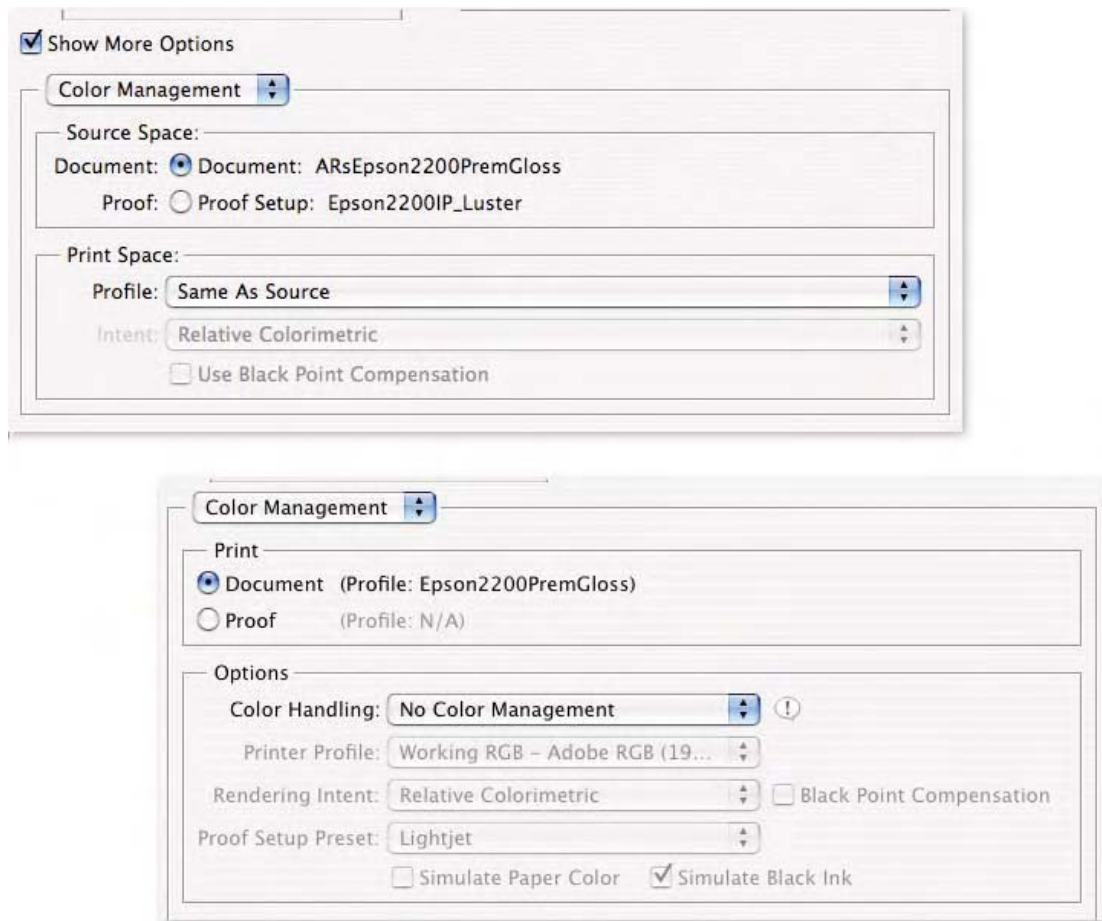 Show More Options
Color Management
Source Space:
Document: Document: ARsEpson2200PremGloss
Proof: Proof Setup: Epson2200IP_Luster
Print Space:
Profile: Same As Source
Intent: Relative Colorimetric
Use Black Point Compensation
Color Management
Print
Document (Profile: Epson2200PremGloss)
Proof (Profile: N/A)
Options
Color Handling: No Color Management
Printer Profile: Working RGB – Adobe RGB (19...
Rendering Intent: Relative Colorimetric Black Point Compensation
Proof Setup Preset: Lightjet
Simulate Paper Color Simulate Black Ink